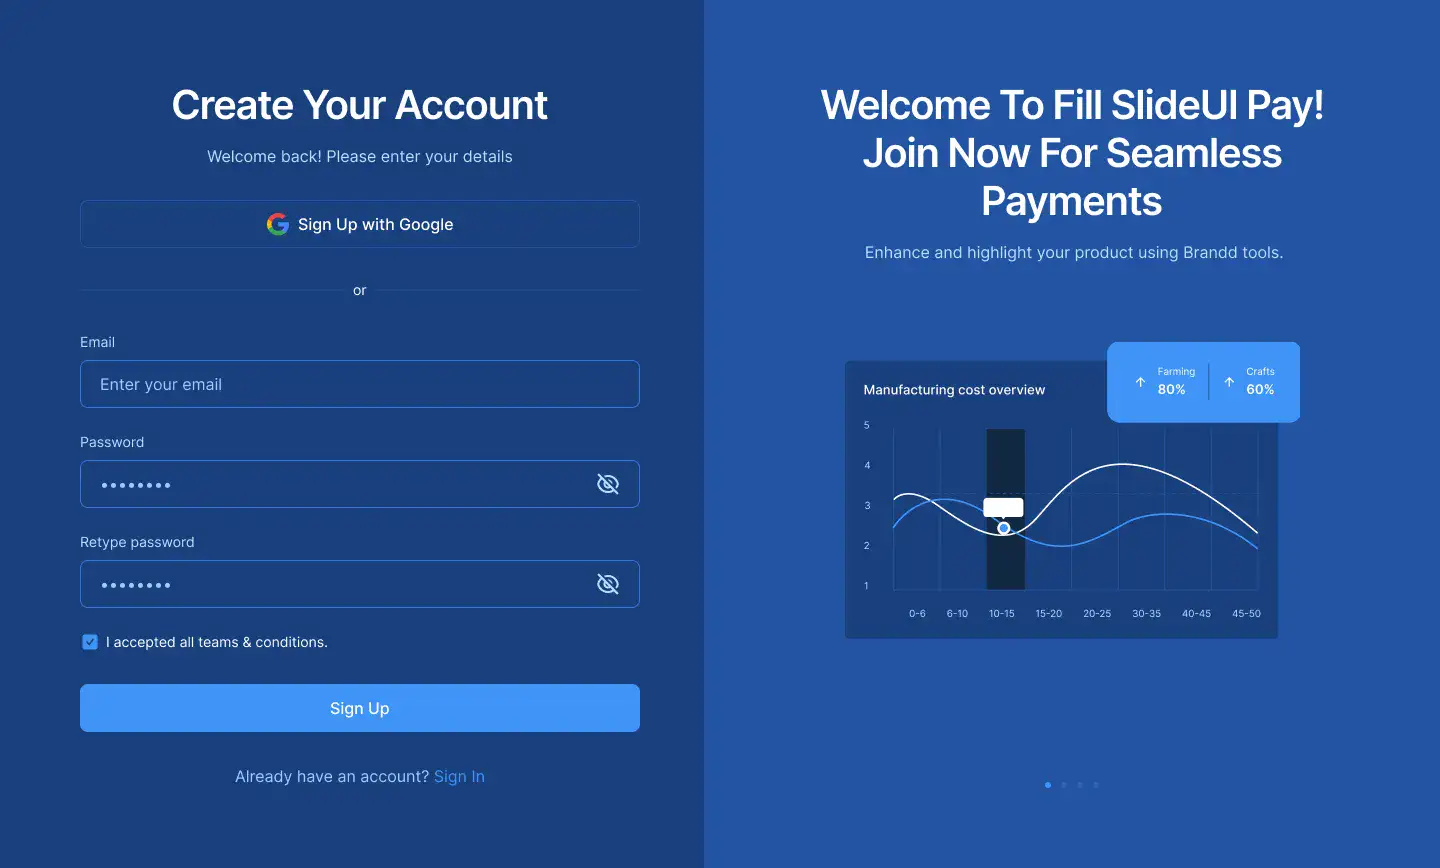 Create Your Account
Welcome back! Please enter your details
Sign Up with Google
or
Email
Enter your email
Password
Retype password
I accepted all teams & conditions.
Sign Up
Already have an account? Sign In
Welcome To Fill SlideUI Pay!
Join Now For Seamless
Payments
Enhance and highlight your product using Brandd tools.
Manufacturing cost overview
Farming
80%
Crafts
60%
5
4
3
2
1
0-6 6-10 10-15 15-20 20-25 30-35 40-45 45-50